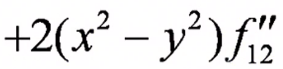 +2(x² − y²)f″₁₂